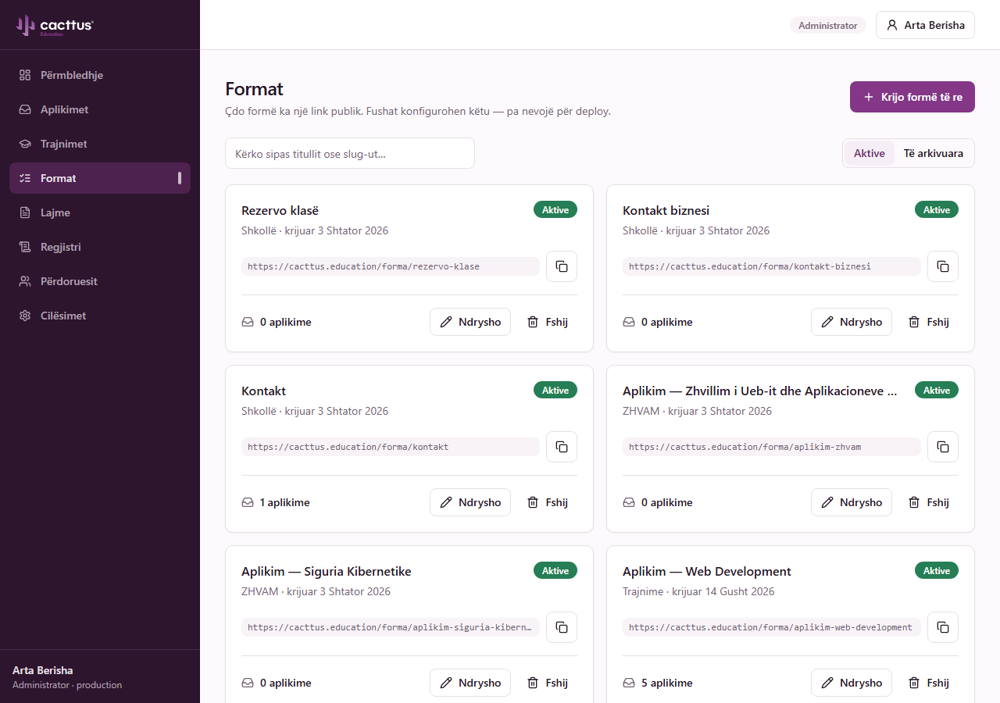 cacttus®
Education
Administrator
Arta Berisha
Përmbledhje
Aplikimet
Trajnimet
Format
Lajme
Regjistri
Përdoruesit
Cilësimet
Format
Çdo formë ka një link publik. Fushat konfigurohen këtu — pa nevojë për deploy.
Krijo formë të re
Kërko sipas titullit ose slug-ut...
Aktive
Të arkivuara
Rezervo klasë
Aktive
Shkollë · krijuar 3 Shtator 2026
https://cacttus.education/forma/rezervo-klase
0 aplikime
Ndrysho
Fshij
Kontakt biznesi
Aktive
Shkollë · krijuar 3 Shtator 2026
https://cacttus.education/forma/kontakt-biznesi
0 aplikime
Ndrysho
Fshij
Kontakt
Aktive
Shkollë · krijuar 3 Shtator 2026
https://cacttus.education/forma/kontakt
1 aplikime
Ndrysho
Fshij
Aplikim — Zhvillim i Ueb-it dhe Aplikacioneve ...
Aktive
ZHVAM · krijuar 3 Shtator 2026
https://cacttus.education/forma/aplikim-zhvam
0 aplikime
Ndrysho
Fshij
Aplikim — Siguria Kibernetike
Aktive
ZHVAM · krijuar 3 Shtator 2026
https://cacttus.education/forma/aplikim-siguria-kibern…
0 aplikime
Ndrysho
Fshij
Aplikim — Web Development
Aktive
Trajnime · krijuar 14 Gusht 2026
https://cacttus.education/forma/aplikim-web-development
5 aplikime
Ndrysho
Fshij
Arta Berisha
Administrator · production